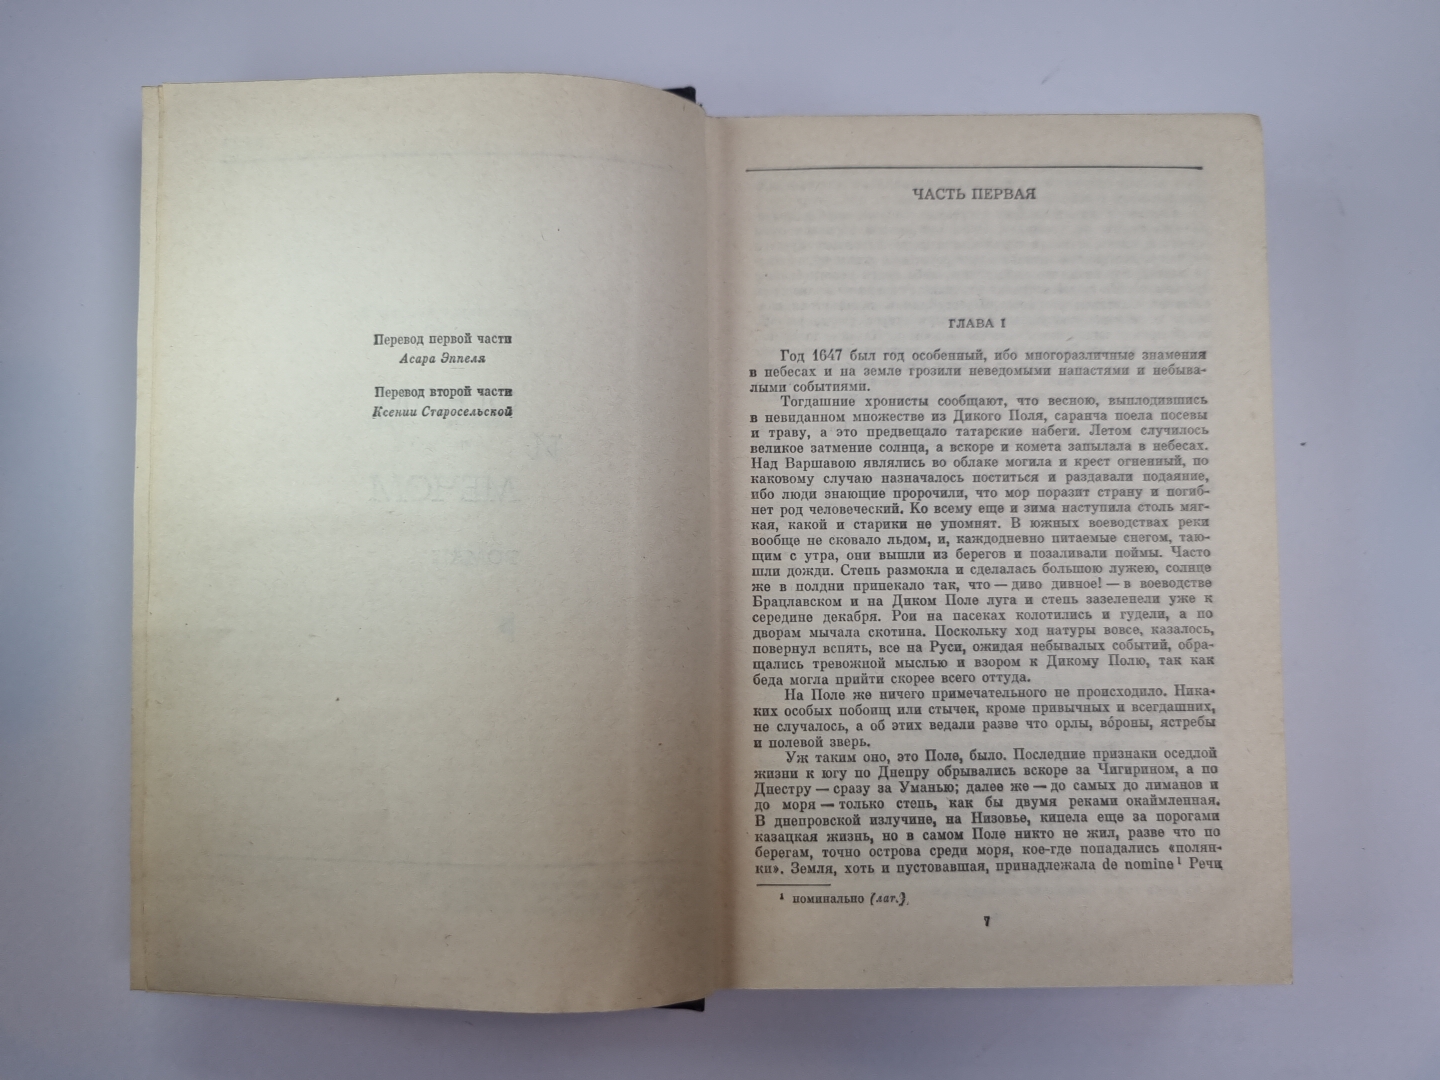 Перевод первой части
Асара Эппеля
Перевод второй части
Ксении Старосельской
ЧАСТЬ ПЕРВАЯ
ГЛАВА I
Год 1647 был год особенный, ибо многоразличные знамения
в небесах и на земле грозили неведомыми напастями и небыва-
лыми событиями.
Тогдашние хронисты сообщают, что весною, выплодившись
в невиданном множестве из Дикого Поля, саранча поела посевы
и траву, а это предвещало татарские набеги. Летом случилось
великое затмение солнца, а вскоре и комета запылала в небесах.
Над Варшавою являлись во облаке могила и крест огненный, по
каковому случаю назначалось поститься и раздавали подаяние,
ибо люди знающие пророчили, что мор поразит страну и погиб-
нет род человеческий. Ко всему еще и зима наступила столь мяг-
кая, какой и старики не упомнят. В южных воеводствах реки
вообще не сковало льдом, и, каждодневно питаемые снегом, таю-
щим с утра, они вышли из берегов и позаливали поймы. Часто
шли дожди. Степь размокла и сделалась большою лужею, солнце
же в полдни припекало так, что — диво дивное! — в воеводстве
Брацлавском и на Диком Поле луга и степь зазеленели уже к
середине декабря. Рои на пасеках колотились и гудели, а по
дворам мычала скотина. Поскольку ход натуры вовсе, казалось,
повернул вспять, все на Руси, ожидая небывалых событий, обра-
щались тревожной мыслью и взором к Дикому Полю, так как
беда могла прийти скорее всего оттуда.
На Поле же ничего примечательного не происходило. Ника-
ких особых побоищ или стычек, кроме привычных и всегдашних,
не случалось, а об этих ведали разве что орлы, во́роны, ястребы
и полевой зверь.
Уж таким оно, это Поле, было. Последние признаки оседлой
жизни к югу по Днепру обрывались вскоре за Чигирином, а по
Днестру — сразу за Уманью; далее же — до самых до лиманов и
до моря — только степь, как бы двумя реками окаймленная.
В днепровской излучине, на Низовье, кипела еще за порогами
казацкая жизнь, но в самом Поле никто не жил, разве что по
берегам, точно острова среди моря, кое-где попадались «полян-
ки». Земля, хоть и пустовавшая, принадлежала de nomine ¹ Речи
¹ номинально (лат.).
7